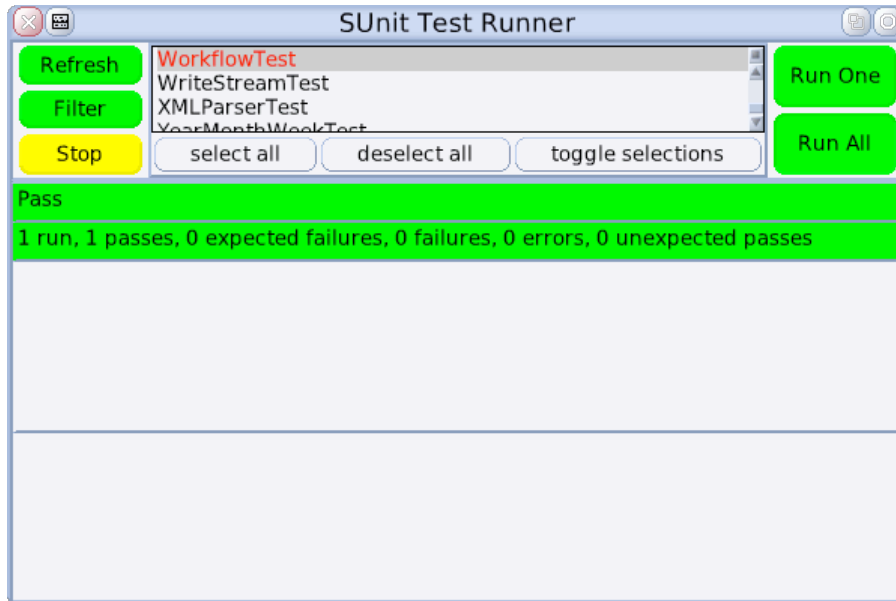 SUnit Test Runner
Refresh
Filter
Stop
WorkflowTest
WriteStreamTest
XMLParserTest
YearMonthWeekTest
select all
deselect all
toggle selections
Run One
Run All
Pass
1 run, 1 passes, 0 expected failures, 0 failures, 0 errors, 0 unexpected passes